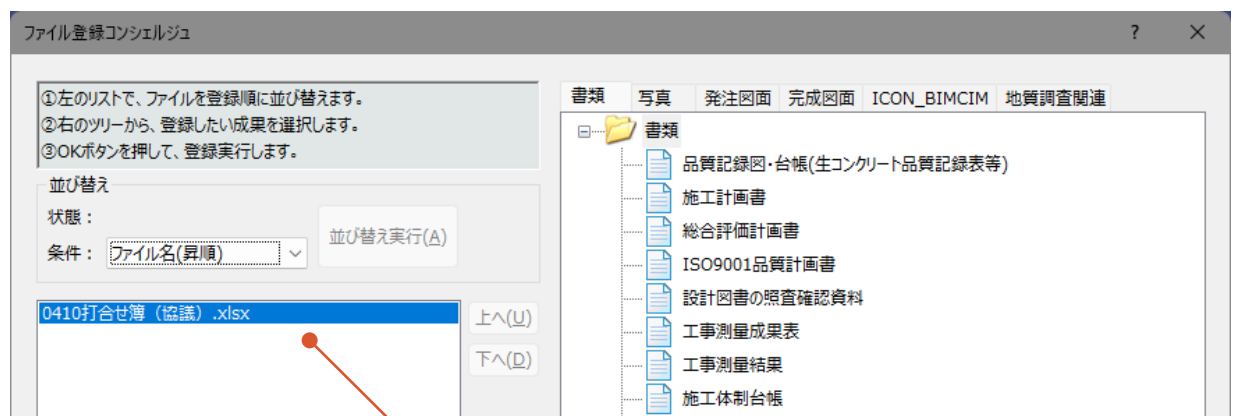 ファイル登録コンシェルジュ
?
①左のリストで、ファイルを登録順に並び替えます。
②右のツリーから、登録したい成果を選択します。
③OKボタンを押して、登録実行します。
並び替え
状態：
条件： ファイル名(昇順)
並び替え実行(A)
0410打合せ簿（協議）.xlsx
上へ(U)
下へ(D)
書類 写真 発注図面 完成図面 ICON_BIMCIM 地質調査関連
書類
品質記録図・台帳(生コンクリート品質記録表等)
施工計画書
総合評価計画書
ISO9001品質計画書
設計図書の照査確認資料
工事測量成果表
工事測量結果
施工体制台帳